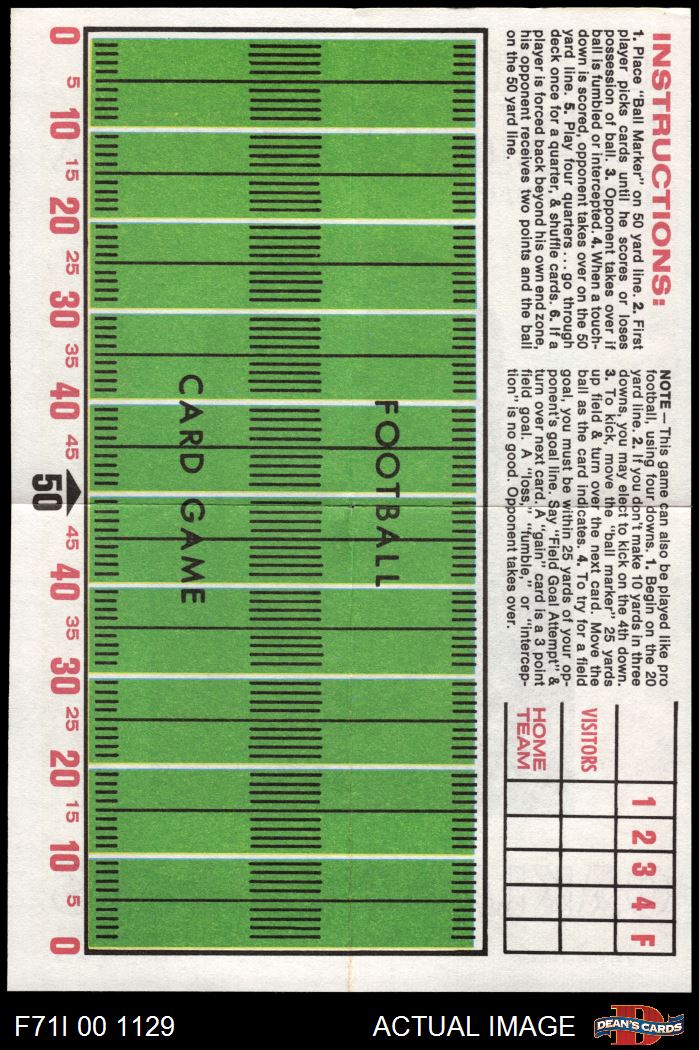 INSTRUCTIONS:
1. Place "Ball Marker" on 50 yard line. 2. First
player picks cards until he scores or loses
possession of ball. 3. Opponent takes over if
ball is fumbled or intercepted. 4. When a touch-
down is scored, opponent takes over on the 50
yard line. 5. Play four quarters ... go through
deck once for a quarter, & shuffle cards. 6. If a
player is forced back beyond his own end zone,
his opponent receives two points and the ball
on the 50 yard line.
NOTE — This game can also be played like pro
football, using four downs. 1. Begin on the 20
yard line. 2. If you don't make 10 yards in three
downs, you may elect to kick on the 4th down.
3. To kick, move the "ball marker" 25 yards
up field & turn over the next card. Move the
ball as the card indicates. 4. To try for a field
goal, you must be within 25 yards of your op-
ponent's goal line. Say "Field Goal Attempt" &
turn over next card. A "gain" card is a 3 point
field goal. A "loss," "fumble," or "intercep-
tion" is no good. Opponent takes over.
1 2 3 4 F
VISITORS
HOME
TEAM
FOOTBALL
CARD GAME
0 5 10 15 20 25 30 35 40 45 50 45 40 35 30 25 20 15 10 5 0
F71I 00 1129
ACTUAL IMAGE
D
DEAN'S CARDS